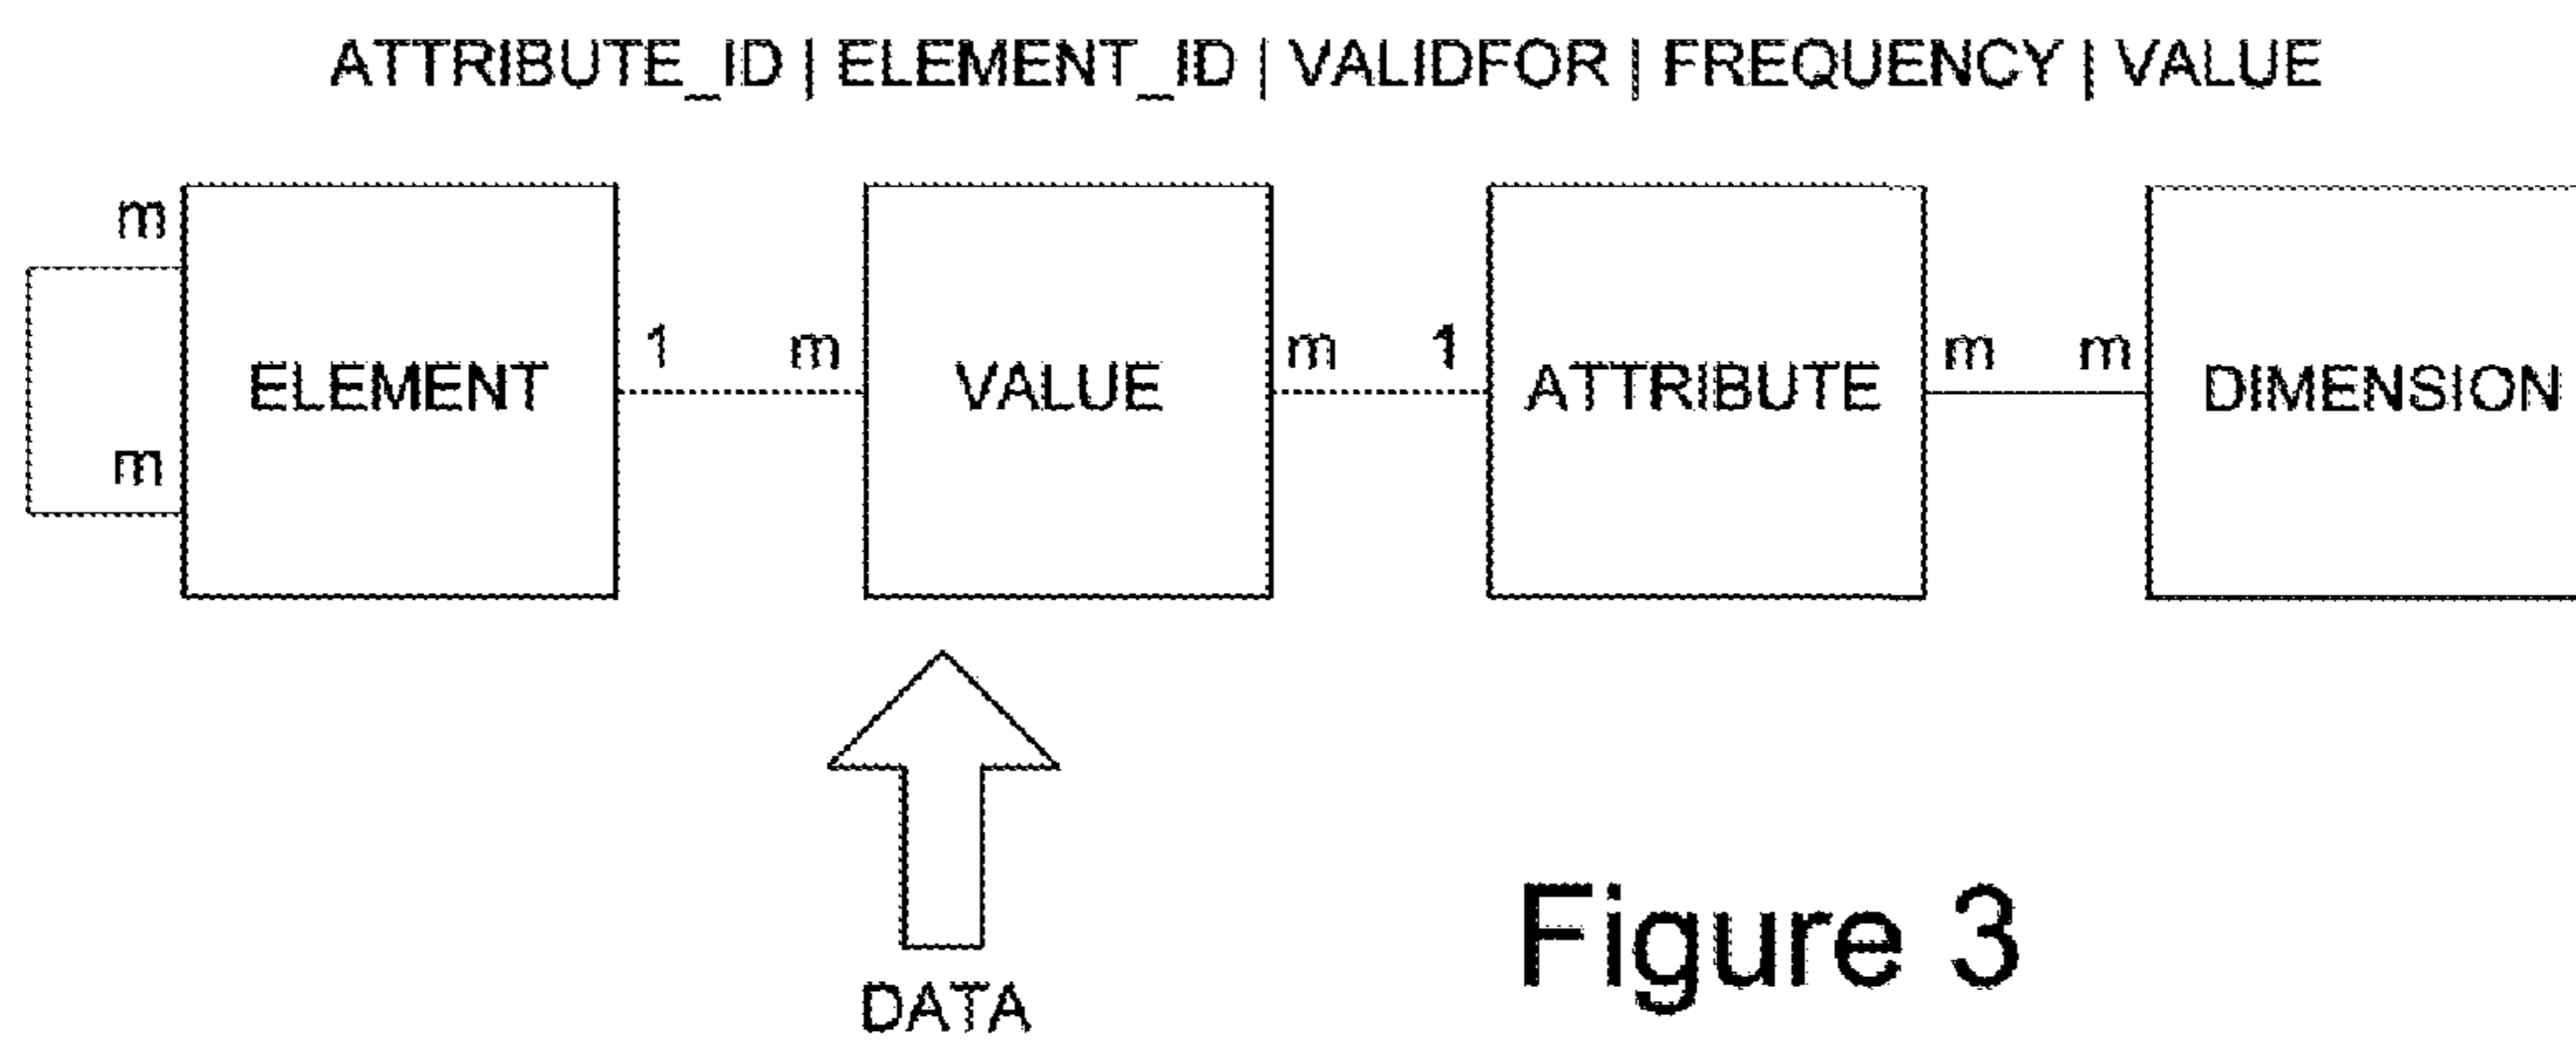 ATTRIBUTE_ID | ELEMENT_ID | VALIDFOR | FREQUENCY | VALUE
m
m
ELEMENT
1
m
VALUE
m
1
ATTRIBUTE
m
m
DIMENSION
DATA
Figure 3